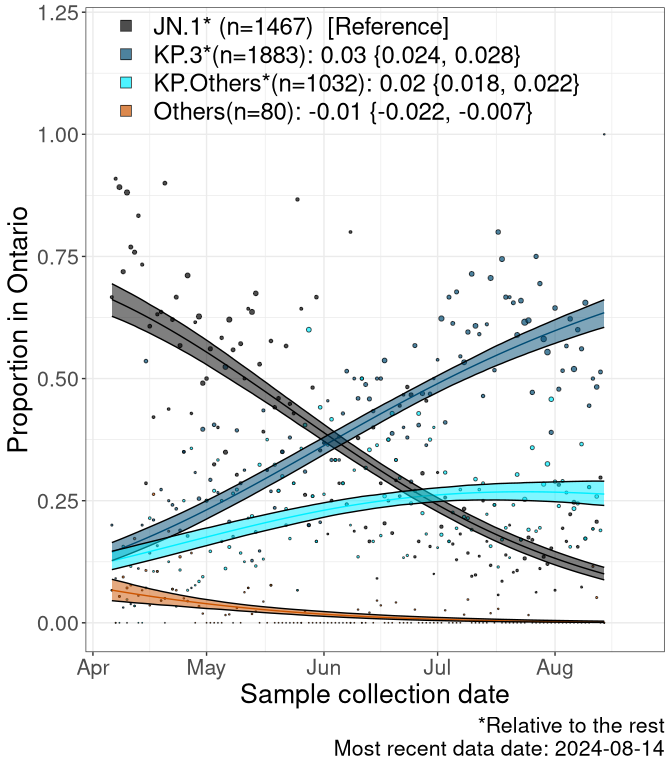 JN.1* (n=1467)  [Reference]
KP.3*(n=1883): 0.03 {0.024, 0.028}
KP.Others*(n=1032): 0.02 {0.018, 0.022}
Others(n=80): -0.01 {-0.022, -0.007}
1.25
1.00
0.75
0.50
0.25
0.00
Proportion in Ontario
Apr May Jun Jul Aug
Sample collection date
*Relative to the rest
Most recent data date: 2024-08-14